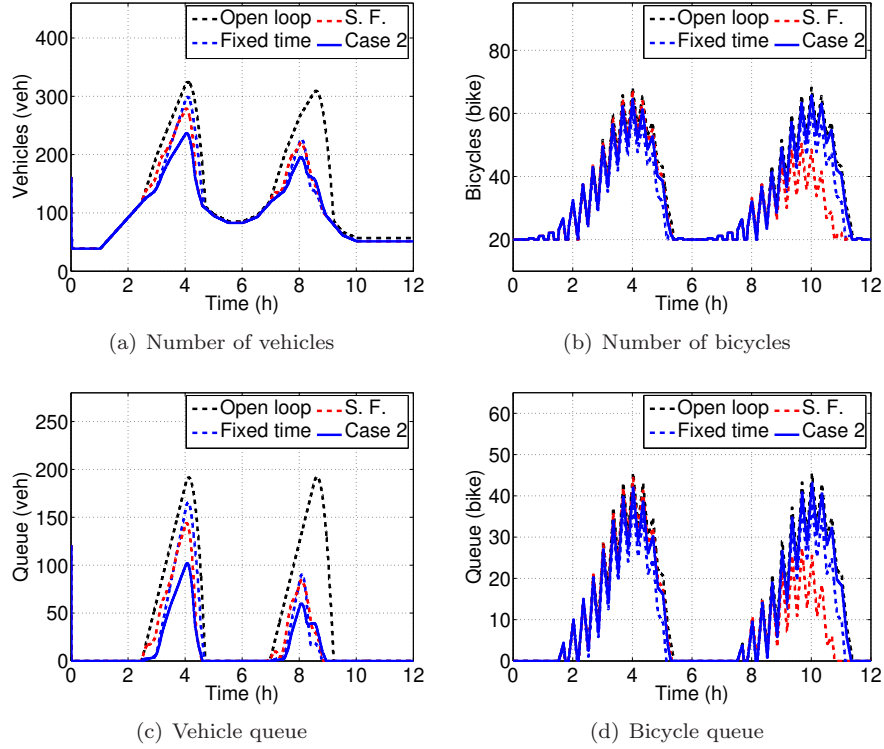 Open loop S. F.
Fixed time Case 2
400
300
200
100
0
Vehicles (veh)
0 2 4 6 8 10 12
Time (h)
(a) Number of vehicles
Open loop S. F.
Fixed time Case 2
80
60
40
20
Bicycles (bike)
0 2 4 6 8 10 12
Time (h)
(b) Number of bicycles
Open loop S. F.
Fixed time Case 2
250
200
150
100
50
0
Queue (veh)
0 2 4 6 8 10 12
Time (h)
(c) Vehicle queue
Open loop S. F.
Fixed time Case 2
60
50
40
30
20
10
0
Queue (bike)
0 2 4 6 8 10 12
Time (h)
(d) Bicycle queue